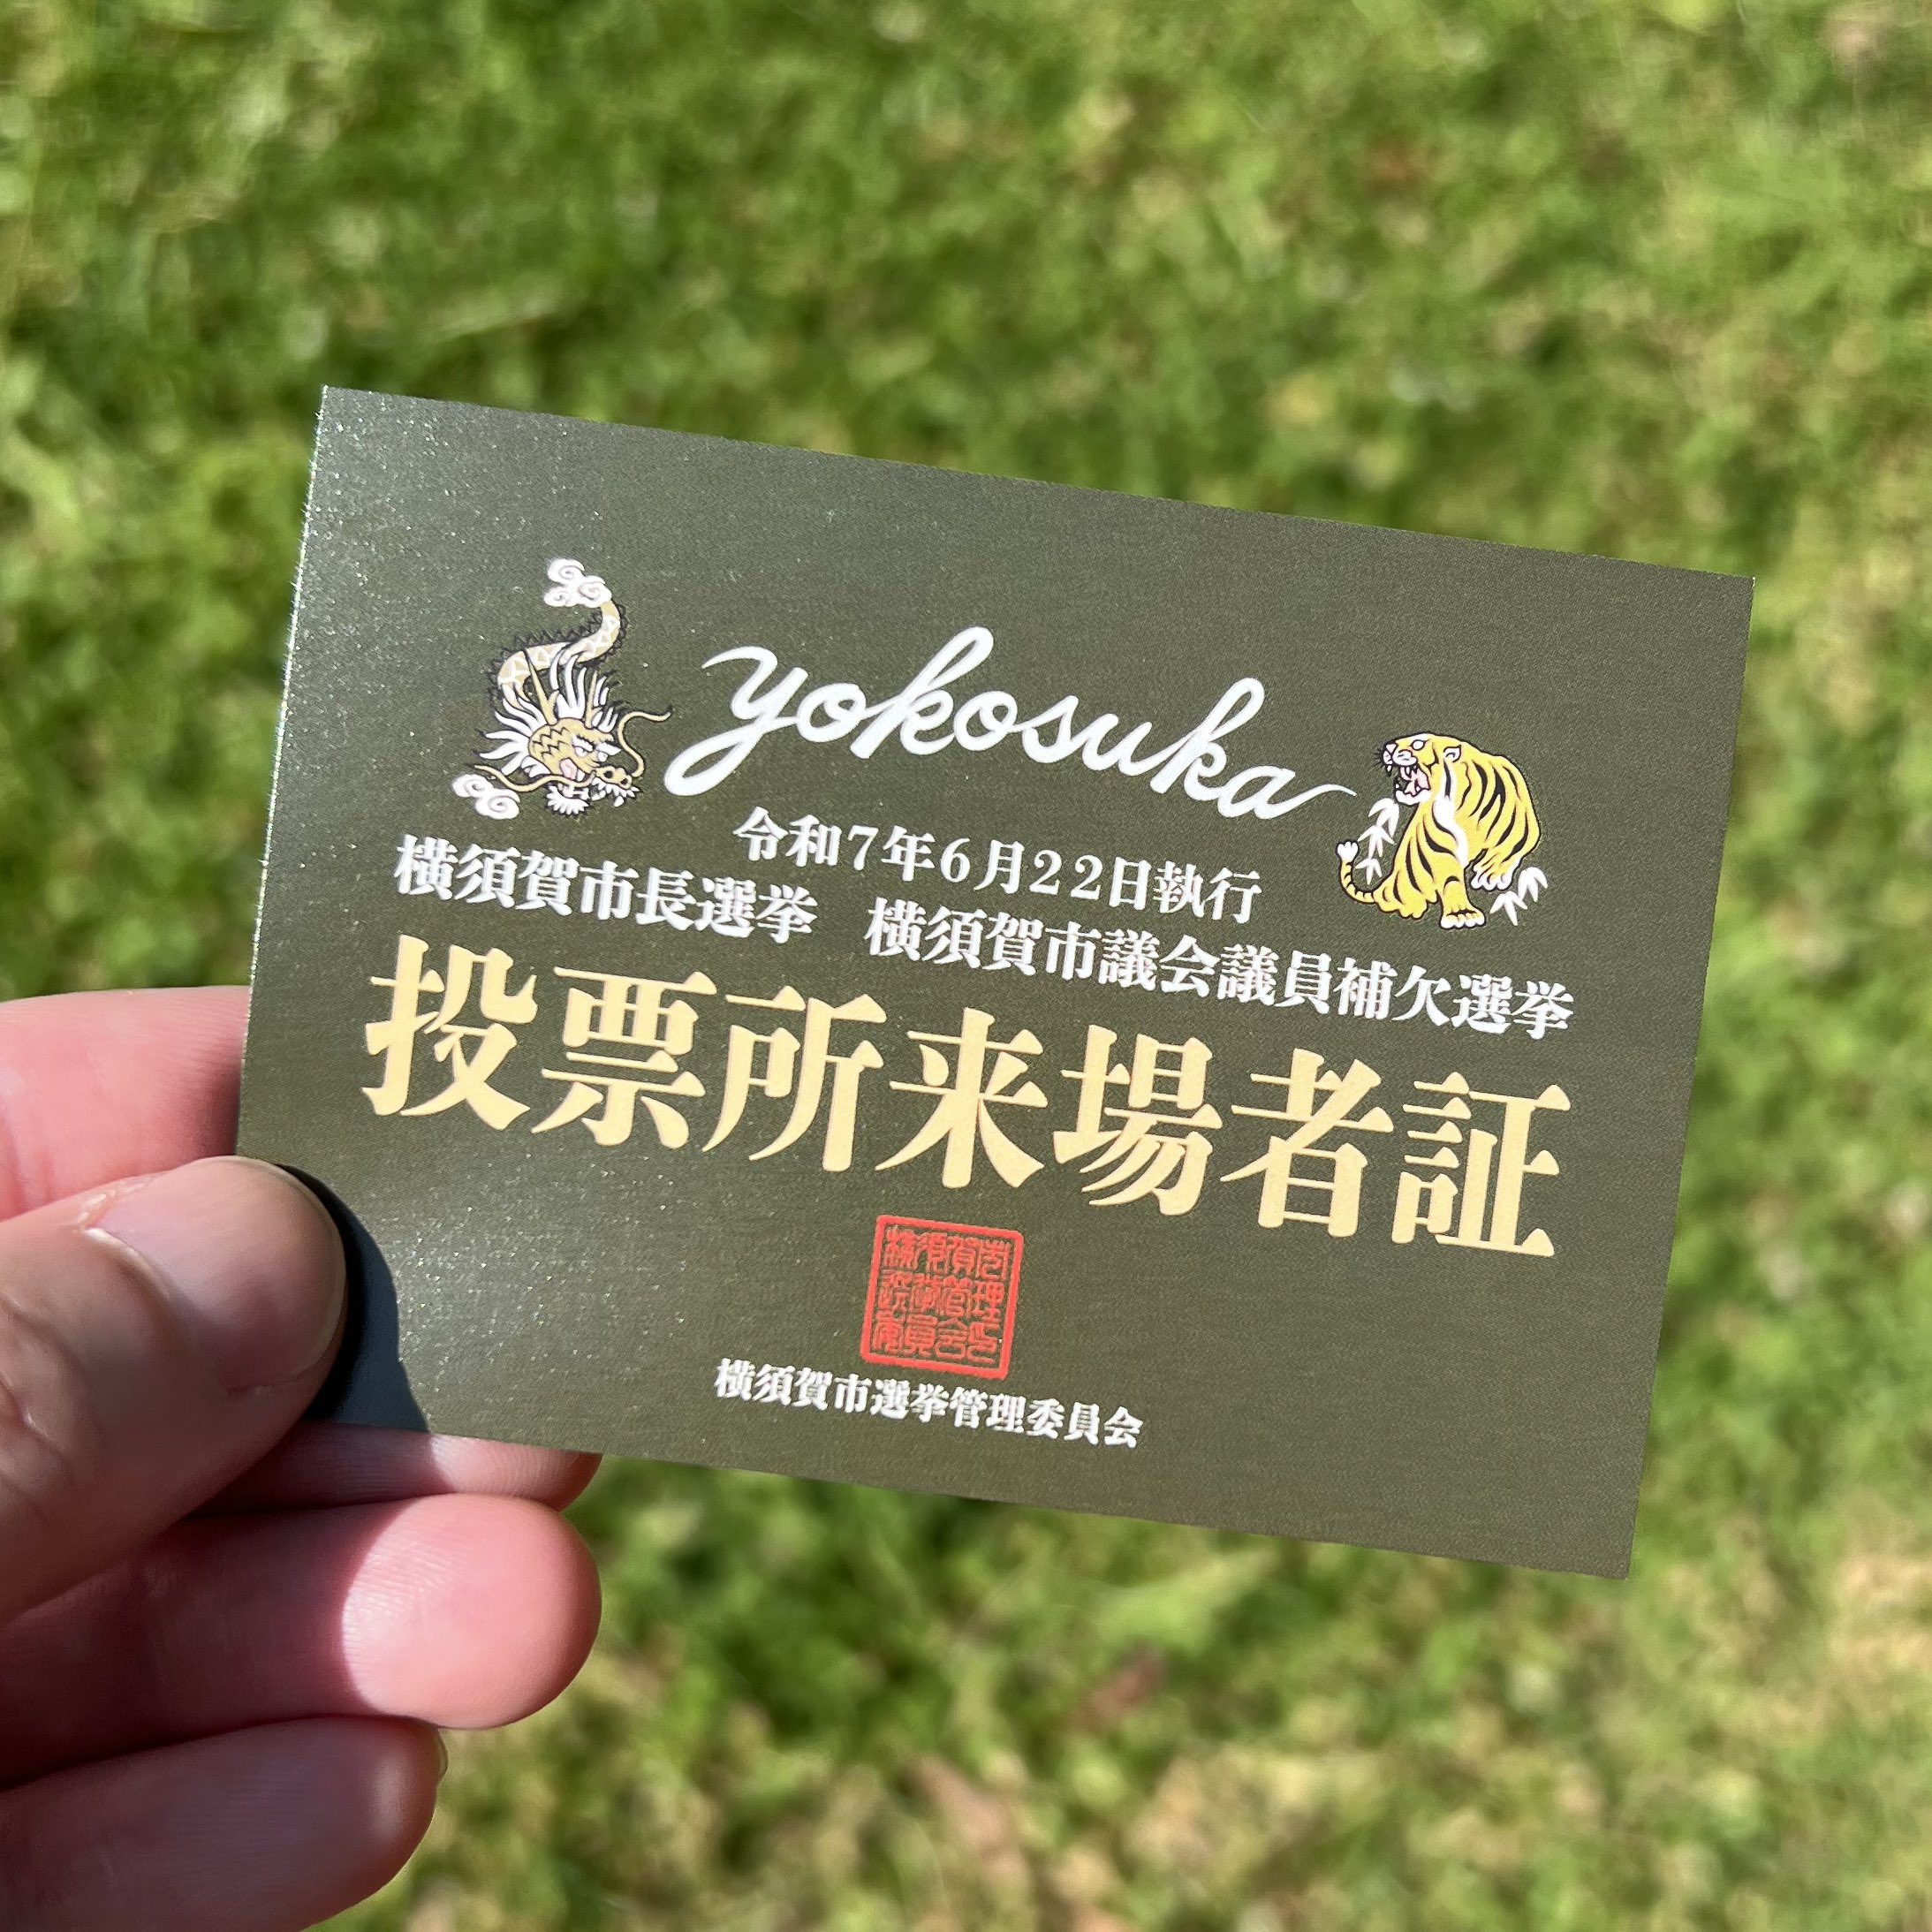 yokosuka
令和7年6月22日執行
横須賀市長選挙　横須賀市議会議員補欠選挙
投票所来場者証
横須賀市選挙管理委員会